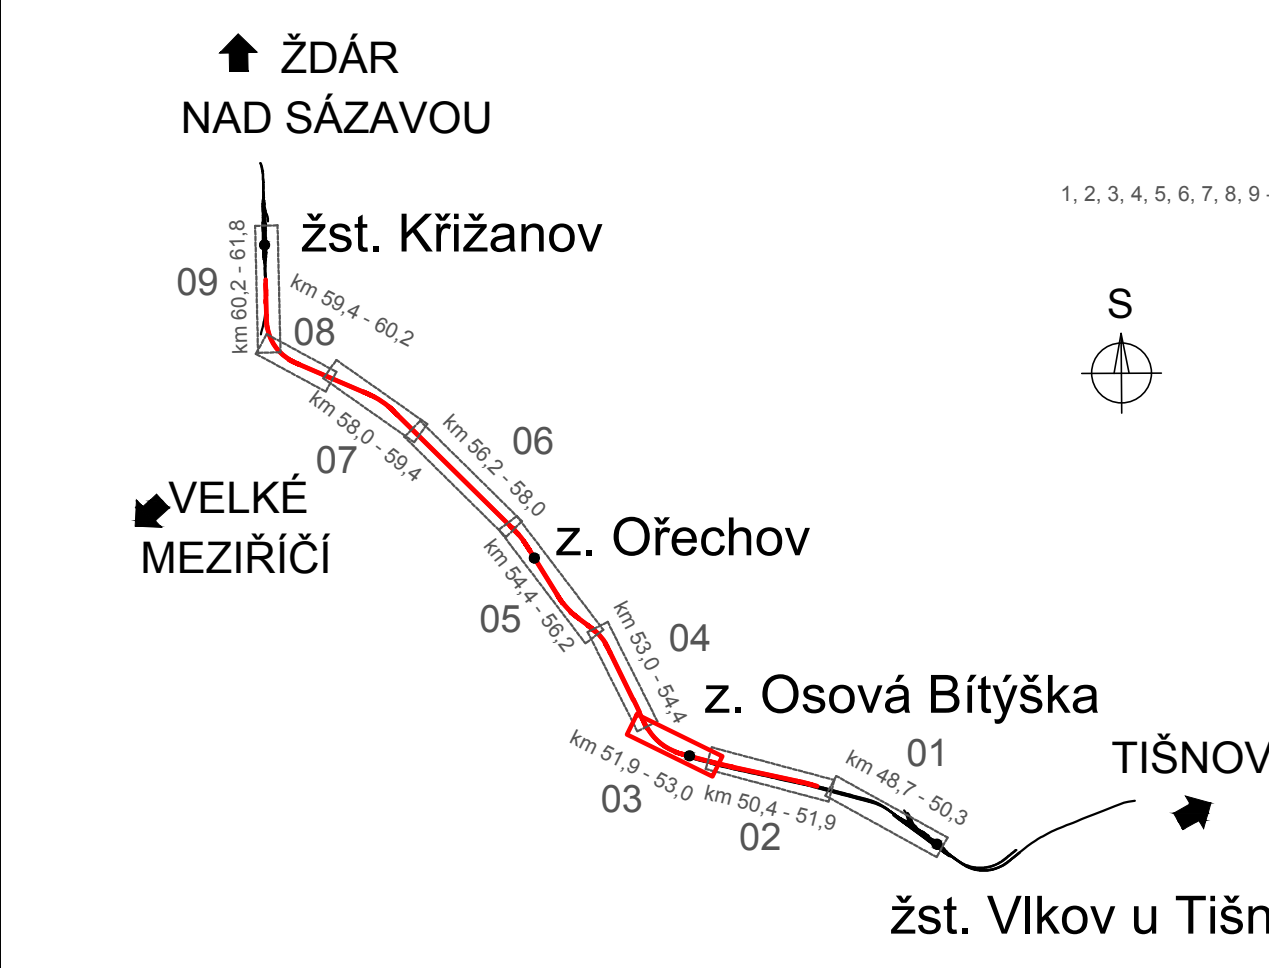 ŽDÁR
NAD SÁZAVOU
1, 2, 3, 4, 5, 6, 7, 8, 9 -
žst. Křižanov
09
km 60,2 - 61,8
km 59,4 - 60,2
08
S
km 58,0 - 59,4
07
km 56,2 - 58,0
06
VELKÉ
MEZIŘÍČÍ
z. Ořechov
km 54,4 - 56,2
05
km 53,0 - 54,4
04
z. Osová Bítýška
km 51,9 - 53,0
03
km 50,4 - 51,9
02
01
km 48,7 - 50,3
TIŠNOV
žst. Vlkov u Tišn